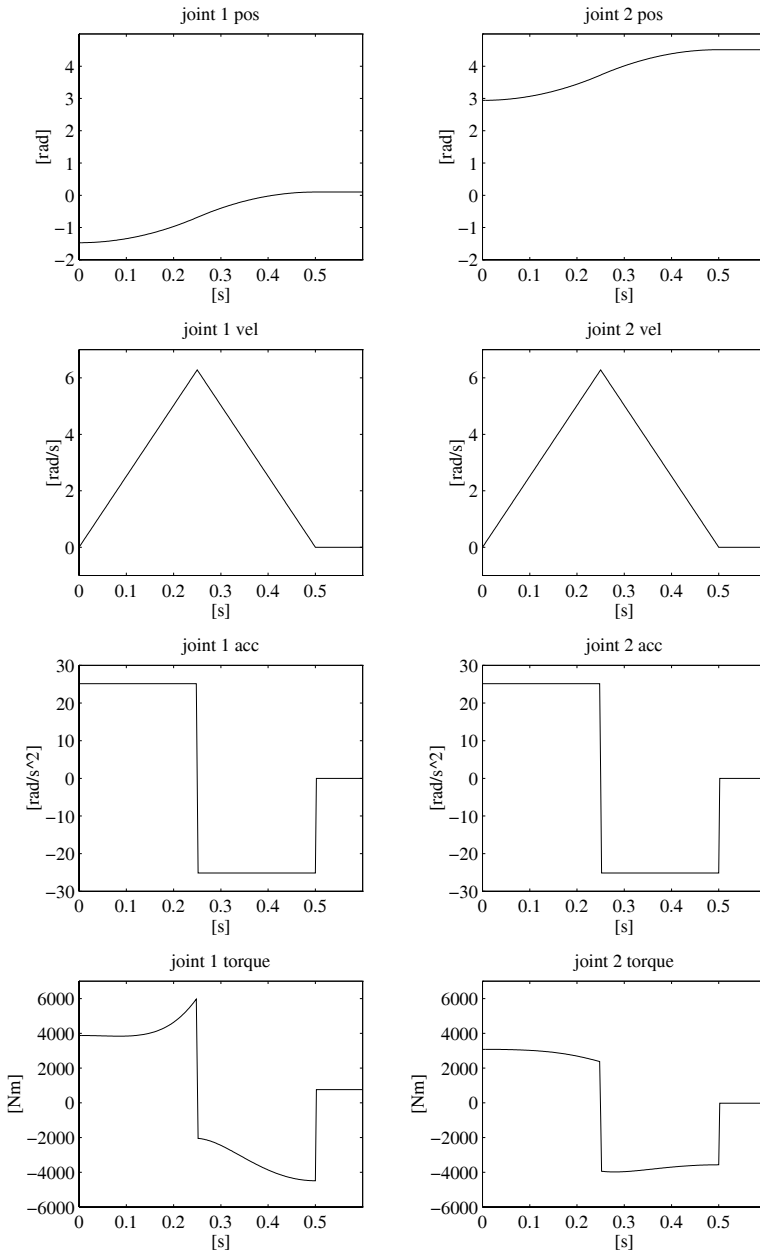 joint 1 pos
4
3
2
1
0
−1
−2
[rad]
0 0.1 0.2 0.3 0.4 0.5
[s]
joint 2 pos
4
3
2
1
0
−1
−2
[rad]
0 0.1 0.2 0.3 0.4 0.5
[s]
joint 1 vel
6
4
2
0
[rad/s]
0 0.1 0.2 0.3 0.4 0.5
[s]
joint 2 vel
6
4
2
0
[rad/s]
0 0.1 0.2 0.3 0.4 0.5
[s]
joint 1 acc
30
20
10
0
−10
−20
−30
[rad/s^2]
0 0.1 0.2 0.3 0.4 0.5
[s]
joint 2 acc
30
20
10
0
−10
−20
−30
[rad/s^2]
0 0.1 0.2 0.3 0.4 0.5
[s]
joint 1 torque
6000
4000
2000
0
−2000
−4000
−6000
[Nm]
0 0.1 0.2 0.3 0.4 0.5
[s]
joint 2 torque
6000
4000
2000
0
−2000
−4000
−6000
[Nm]
0 0.1 0.2 0.3 0.4 0.5
[s]